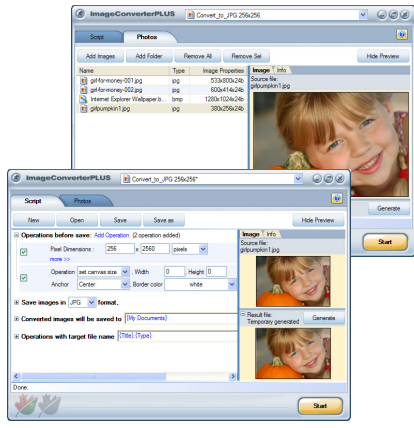 ImageConverterPLUS Convert_to_JPG 256x256
Script Photos
Add Images Add Folder Remove All Remove Sel Hide Preview
Name Type Image Properties Image Info
girl-for-money-001.jpg jpg 533x800x24b
girl-for-money-002.jpg jpg 600x414x24b
Internet Explorer Wallpaper.b... bmp 1280x1024x24b
girlpumpkin1.jpg jpg 380x256x24b
Source file:
girlpumpkin1.jpg
Generate
Start
ImageConverterPLUS Convert_to_JPG 256x256*
Script Photos
New Open Save Save as Hide Preview
Operations before save: Add Operation (2 operation added)
Pixel Dimensions : 256 x 2560 pixels
more >>
Operation set canvas size , Width 0 , Height 0
Anchor Center , Border color white
Save images in JPG format.
Converted images will be saved to {My Documents}
Operations with target file name {Title}.{Type}
Image Info
Source file:
girlpumpkin1.jpg
Result file:
Temporary generated Generate
Done.
Start